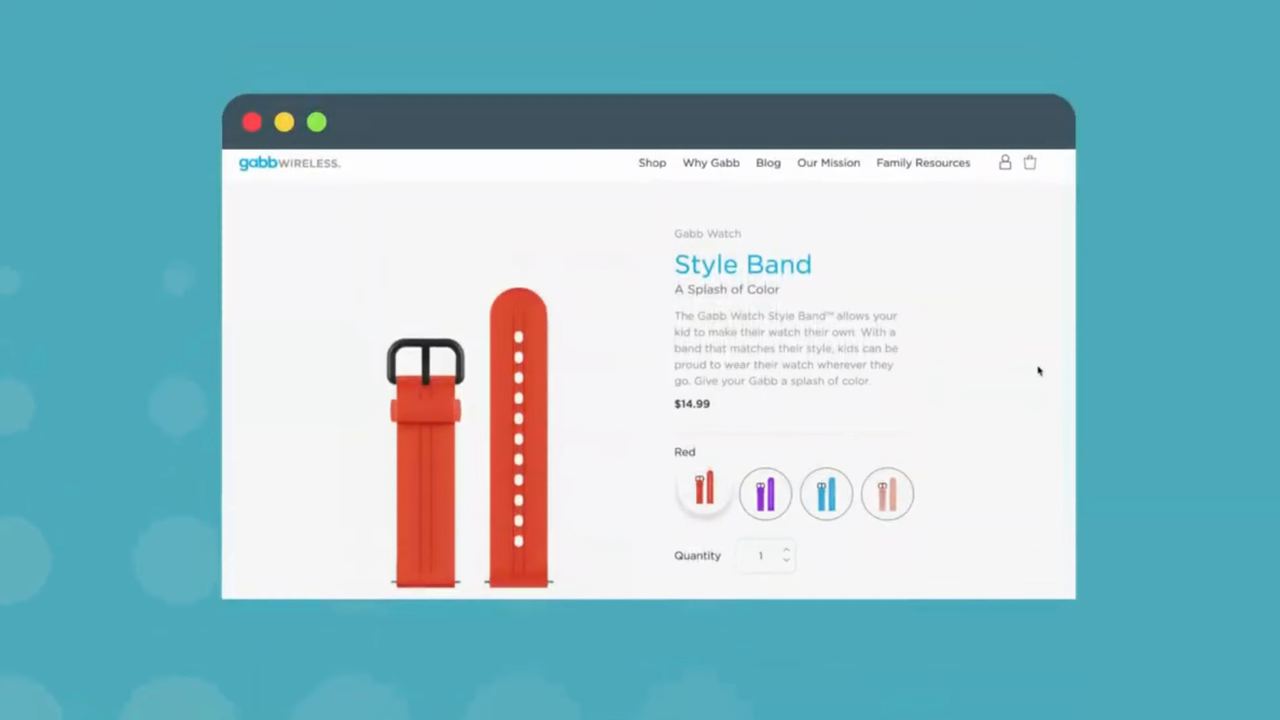 gabbWIRELESS.
Shop Why Gabb Blog Our Mission Family Resources
Gabb Watch
Style Band
A Splash of Color
The Gabb Watch Style Band™ allows your
kid to make their watch their own. With a
band that matches their style, kids can be
proud to wear their watch wherever they
go. Give your Gabb a splash of color.
$14.99
Red
Quantity 1